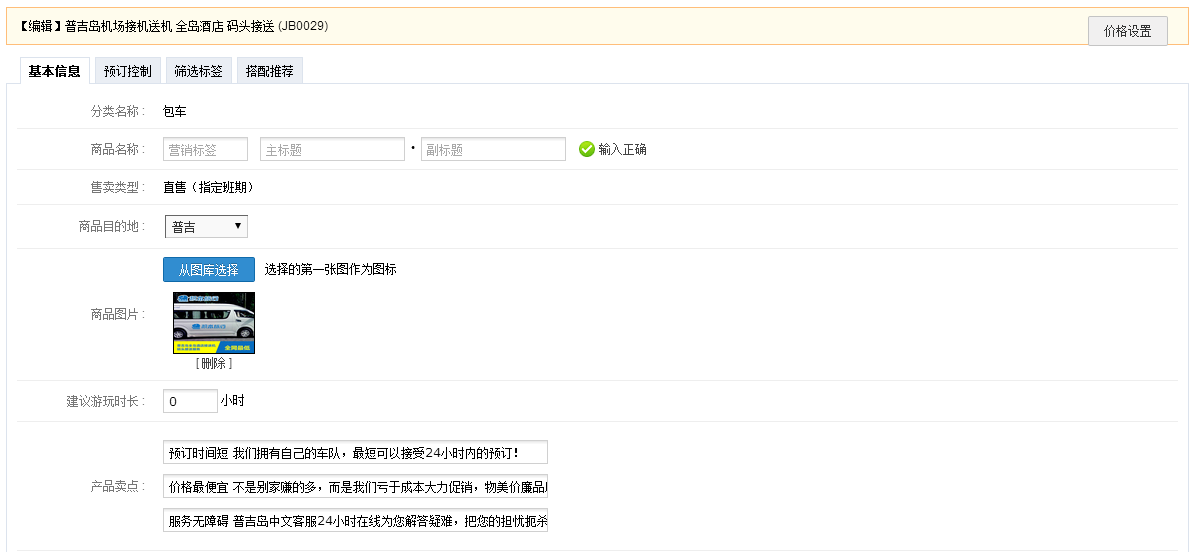 【编辑】普吉岛机场接机送机 全岛酒店 码头接送 (JB0029)
价格设置
基本信息 预订控制 筛选标签 搭配推荐
分类名称: 包车
商品名称: 营销标签 主标题 · 副标题 输入正确
售卖类型: 直售（指定班期）
商品目的地: 普吉
从图库选择 选择的第一张图作为图标
商品图片:
全网最低
[ 删除 ]
建议游玩时长: 0 小时
预订时间短 我们拥有自己的车队，最短可以接受24小时内的预订！
产品卖点: 价格最便宜 不是别家赚的多，而是我们亏于成本大力促销，物美价廉品
服务无障碍 普吉岛中文客服24小时在线为您解答疑难，把您的担忧扼杀